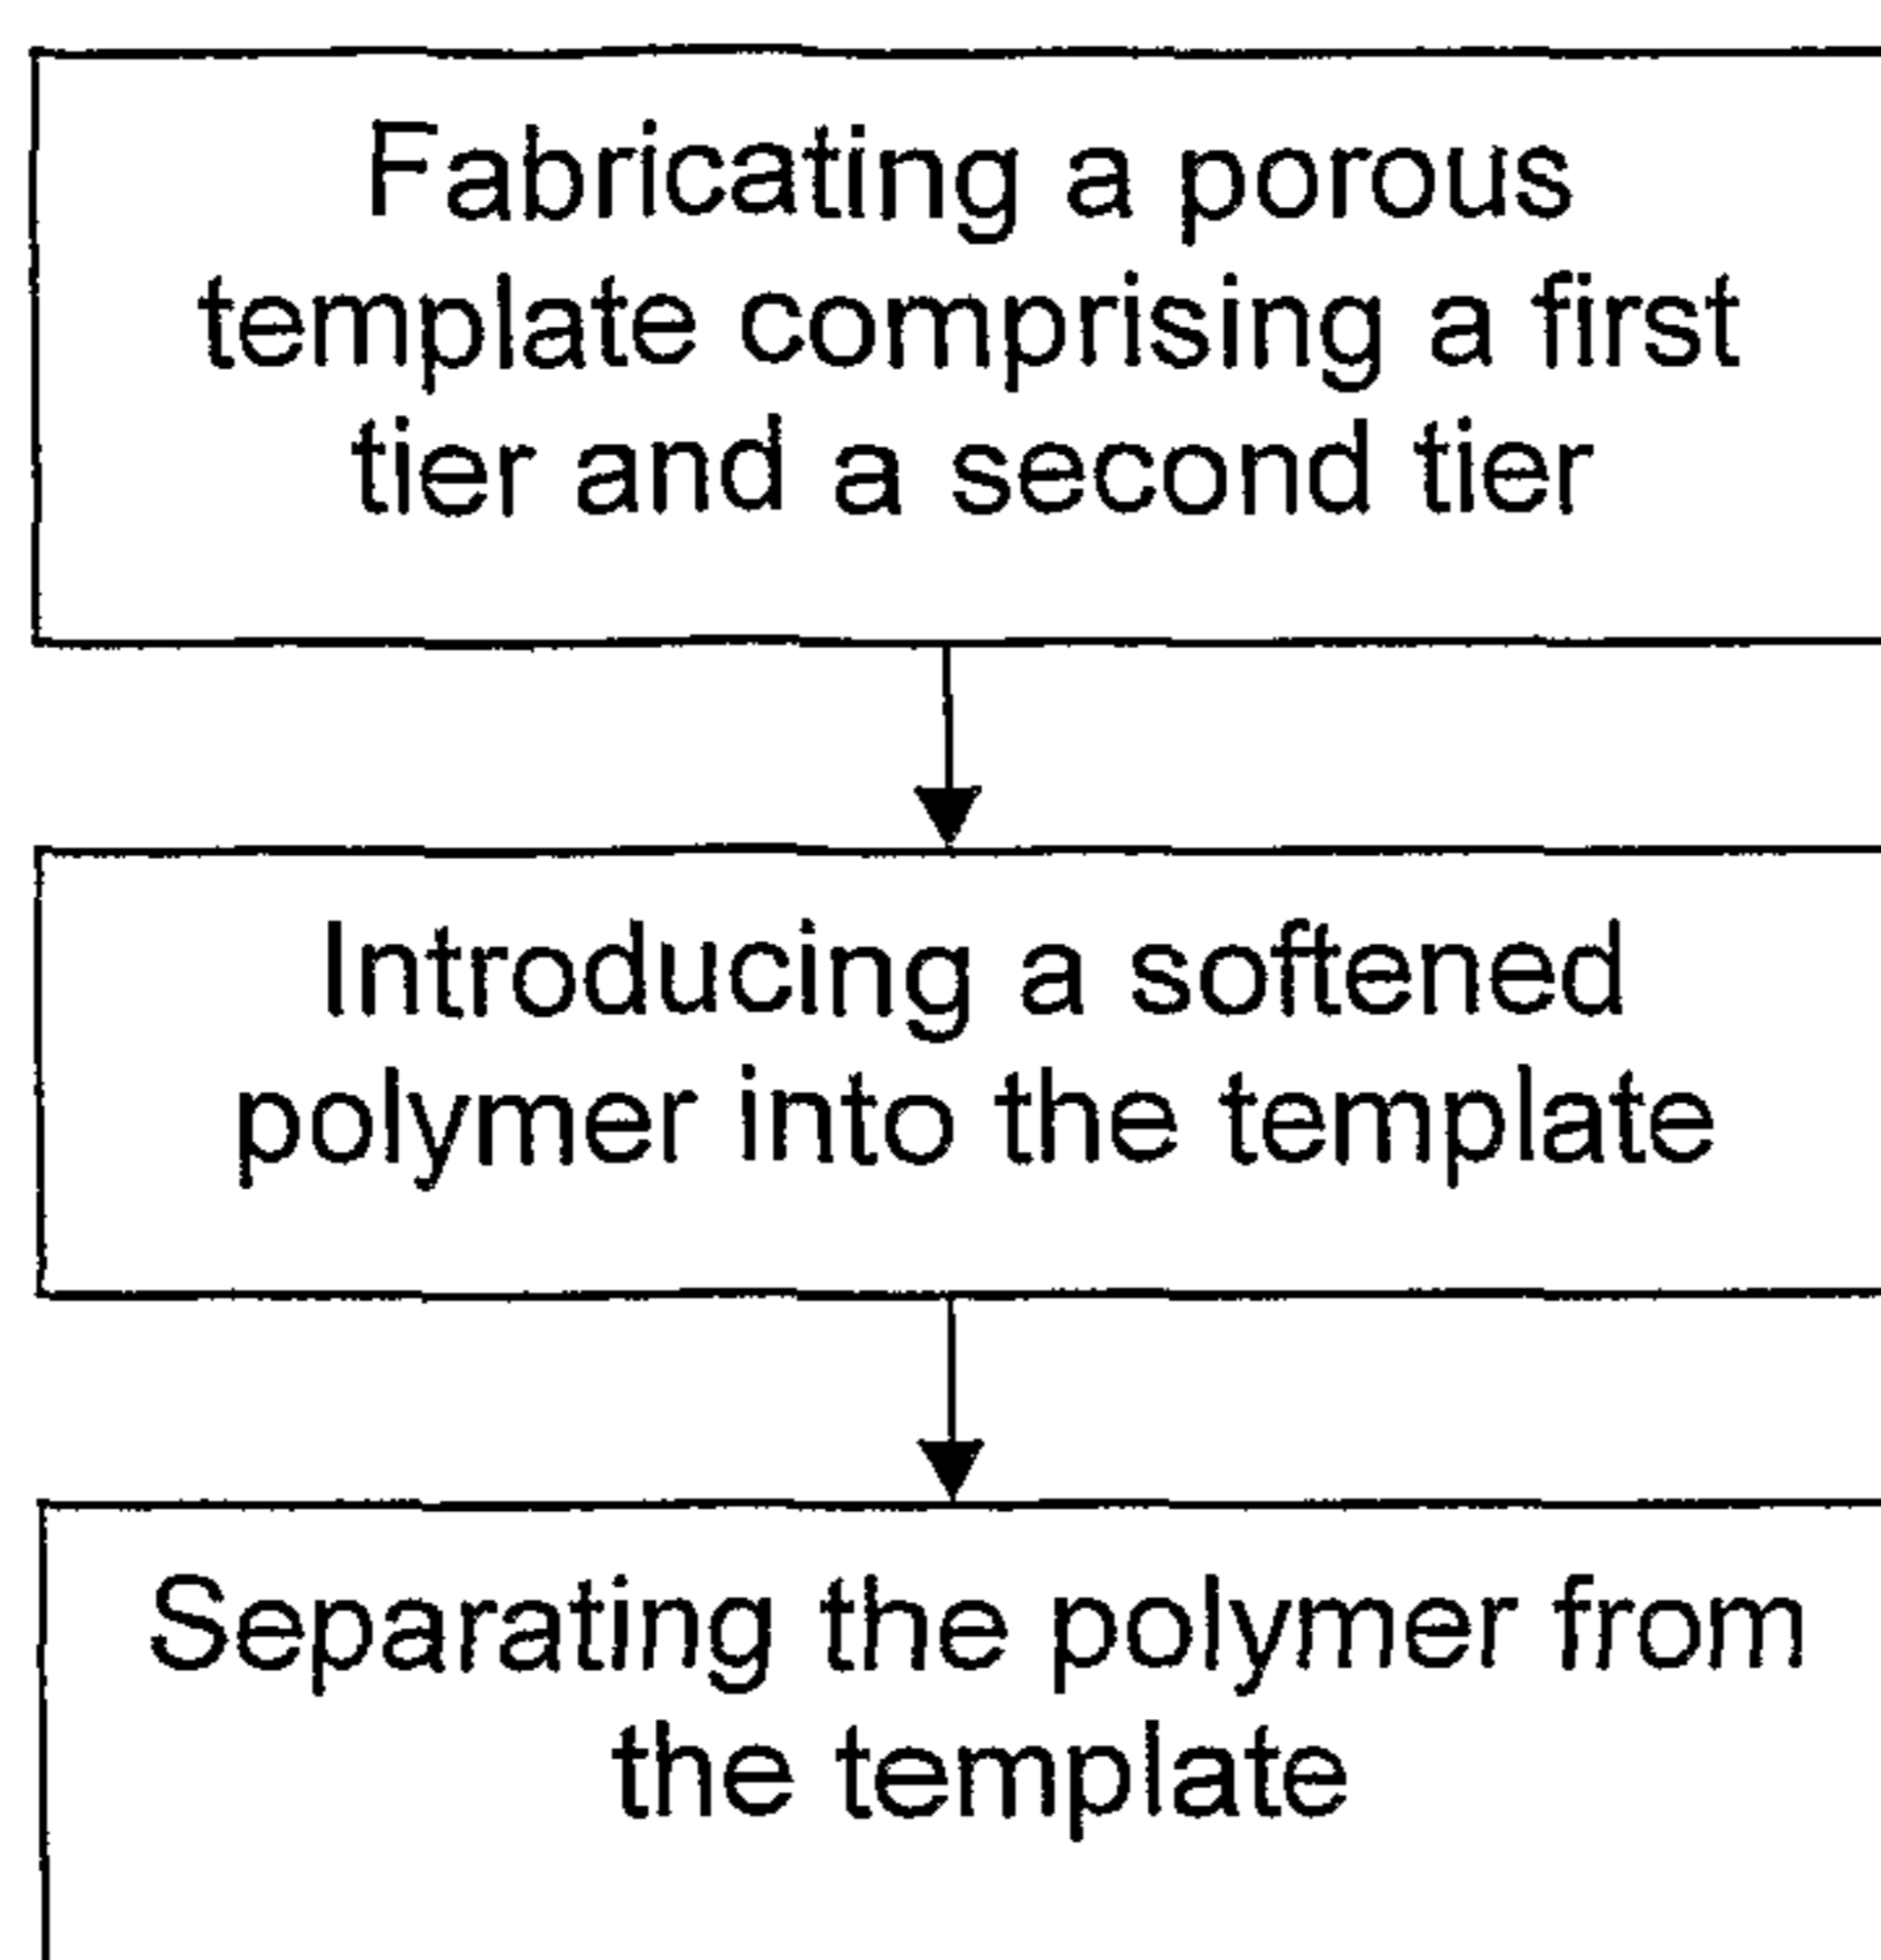 Fabricating a porous
template comprising a first
tier and a second tier
Introducing a softened
polymer into the template
Separating the polymer from
the template